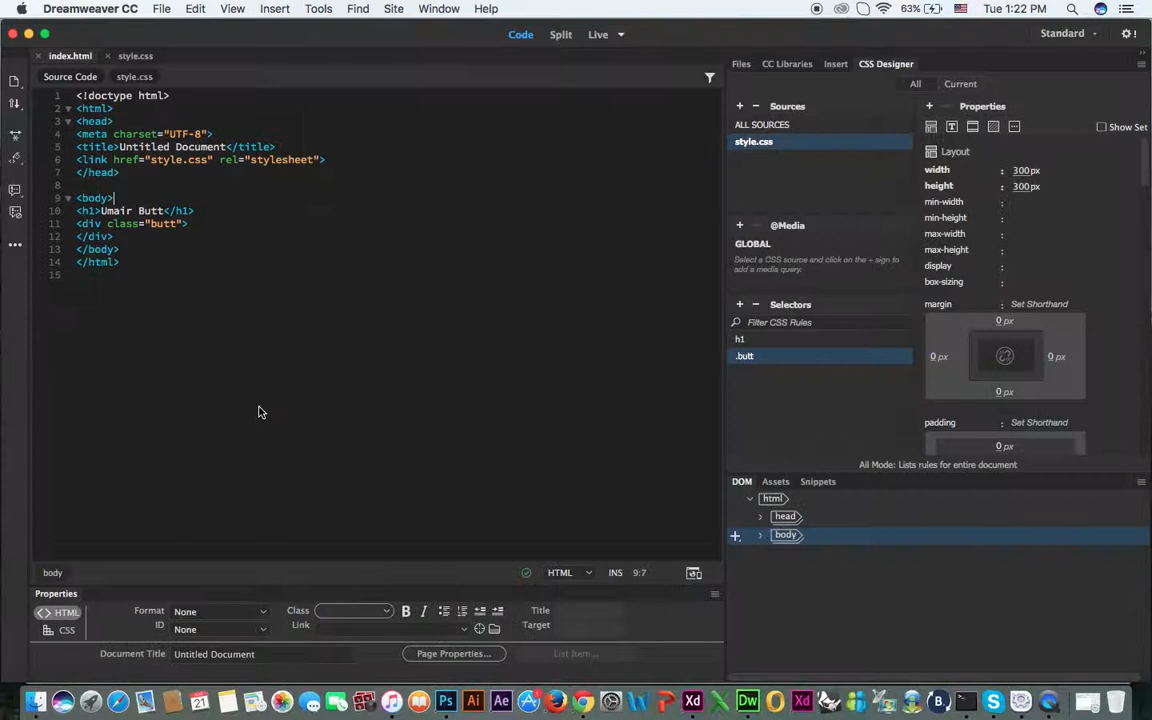 Dreamweaver CC File Edit View Insert Tools Find Site Window Help 63% Tue 1:22 PM
Code Split Live Standard
index.html style.css
Source Code style.css
1 <!doctype html>
2 <html>
3 <head>
4 <meta charset="UTF-8">
5 <title>Untitled Document</title>
6 <link href="style.css" rel="stylesheet">
7 </head>
8
9 <body>
10 <h1>Umair Butt</h1>
11 <div class="butt">
12 </div>
13 </body>
14 </html>
15
body HTML INS 9:7
Files CC Libraries Insert CSS Designer
All Current
+ − Sources
ALL SOURCES
style.css
+ − @Media
GLOBAL
Select a CSS source and click on the + sign to
add a media query.
+ − Selectors
Filter CSS Rules
h1
.butt
+ − Properties
T Show Set
Layout
width : 300px
height : 300px
min-width :
min-height :
max-width :
max-height :
display :
box-sizing :
margin : Set Shorthand
0 px
0 px 0 px
0 px
padding : Set Shorthand
0 px
All Mode: Lists rules for entire document
DOM Assets Snippets
html
head
+ body
Properties
<> HTML Format None Class B I Title
CSS ID None Link Target
Document Title Untitled Document Page Properties... List Item...
21 Ps Ai Ae Xd W P X Dw O Xd B S